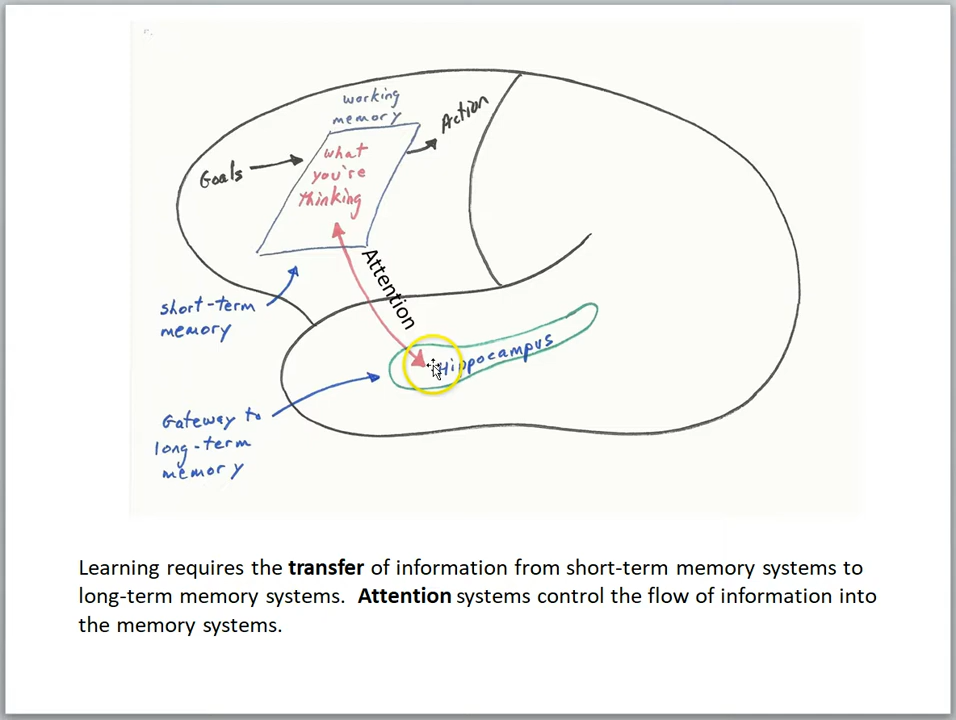 working
memory
Action
Goals
what
you're
thinking
Attention
short-term
memory
Hippocampus
Gateway to
long-term
memory
Learning requires the transfer of information from short-term memory systems to
long-term memory systems. Attention systems control the flow of information into
the memory systems.